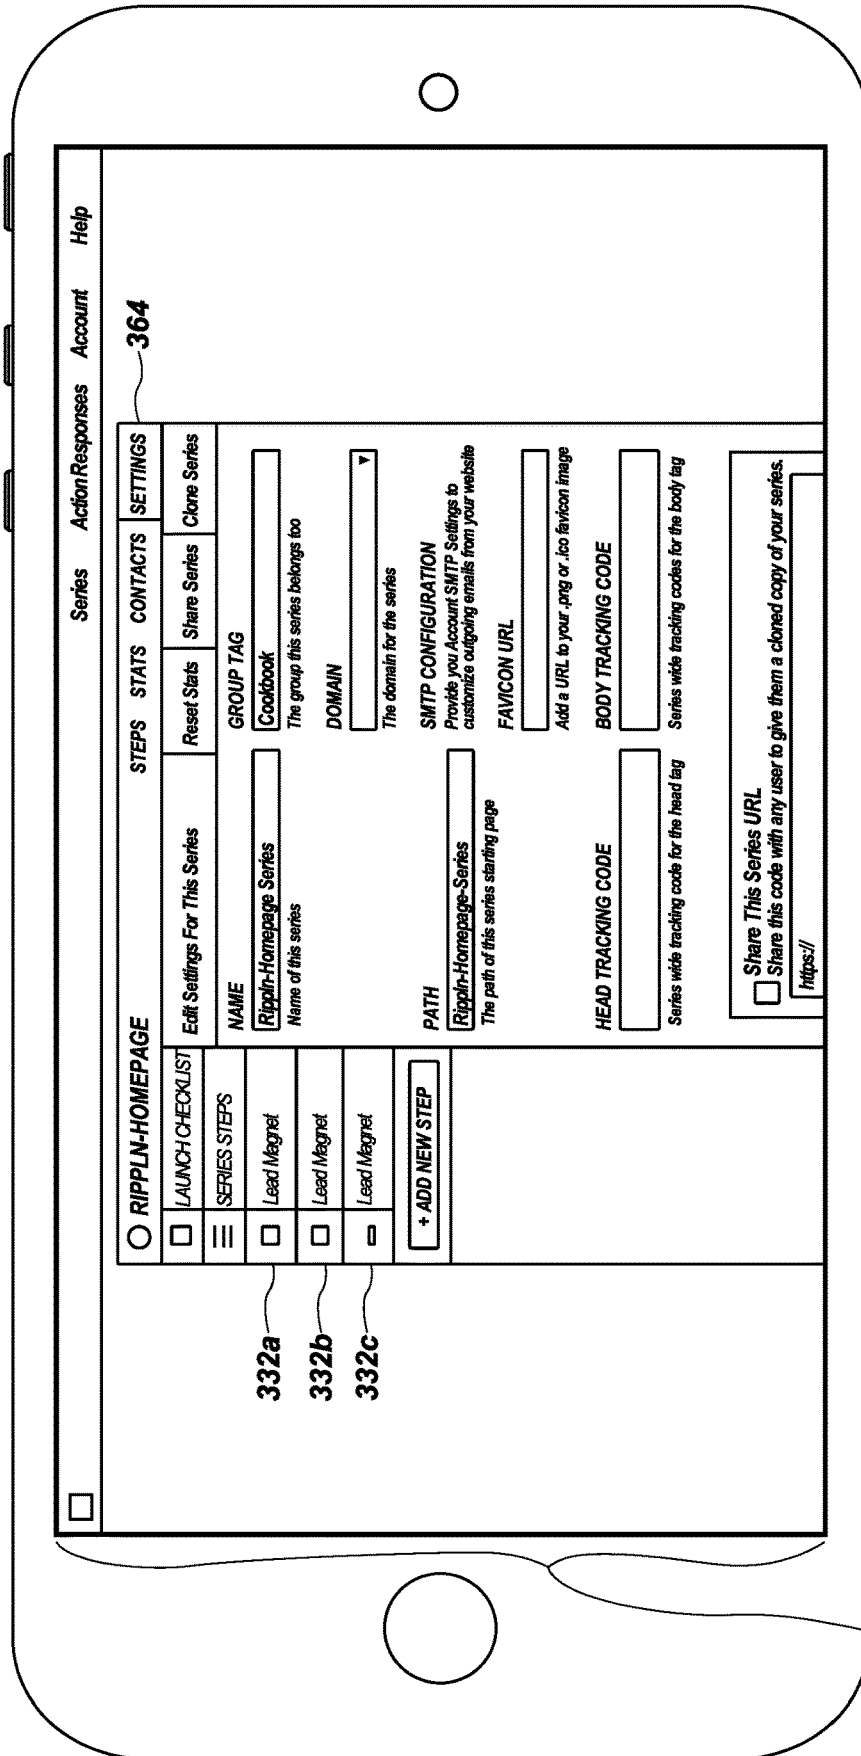 Series Action Responses Account Help
364
RIPPLN-HOMEPAGE STEPS STATS CONTACTS SETTINGS
LAUNCH CHECKLIST
Edit Settings For This Series Reset Stats Share Series Clone Series
SERIES STEPS
332a Lead Magnet
332b Lead Magnet
332c Lead Magnet
+ ADD NEW STEP
NAME
Rippln-Homepage Series
Name of this series
GROUP TAG
Cookbook
The group this series belongs too
DOMAIN
The domain for the series
PATH
Rippln-Homepage-Series
The path of this series starting page
SMTP CONFIGURATION
Provide you Account SMTP Settings to
customize outgoing emails from your website
FAVICON URL
Add a URL to your .png or .ico favicon image
HEAD TRACKING CODE
Series wide tracking code for the head tag
BODY TRACKING CODE
Series wide tracking codes for the body tag
Share This Series URL
Share this code with any user to give them a cloned copy of your series.
https://